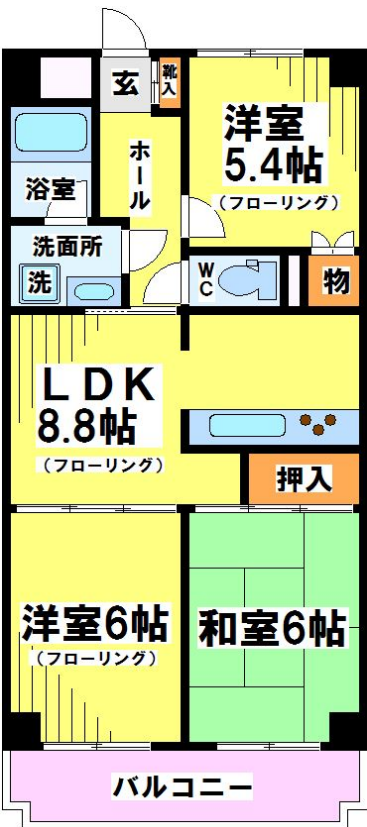 玄
靴入
洋室
5.4帖
(フローリング)
ホール
浴室
洗面所
洗
WC
物
LDK
8.8帖
(フローリング)
押入
洋室6帖
(フローリング)
和室6帖
バルコニー